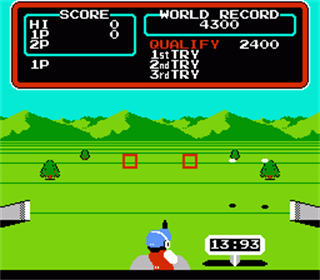 SCORE
HI 0
1P 0
2P
1P
WORLD RECORD
4300
QUALIFY 2400
1st TRY
2nd TRY
3rd TRY
13:93